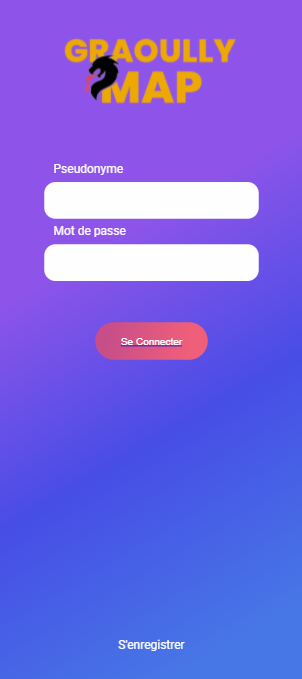 GRAOULLY
MAP
Pseudonyme
Mot de passe
Se Connecter
S'enregistrer